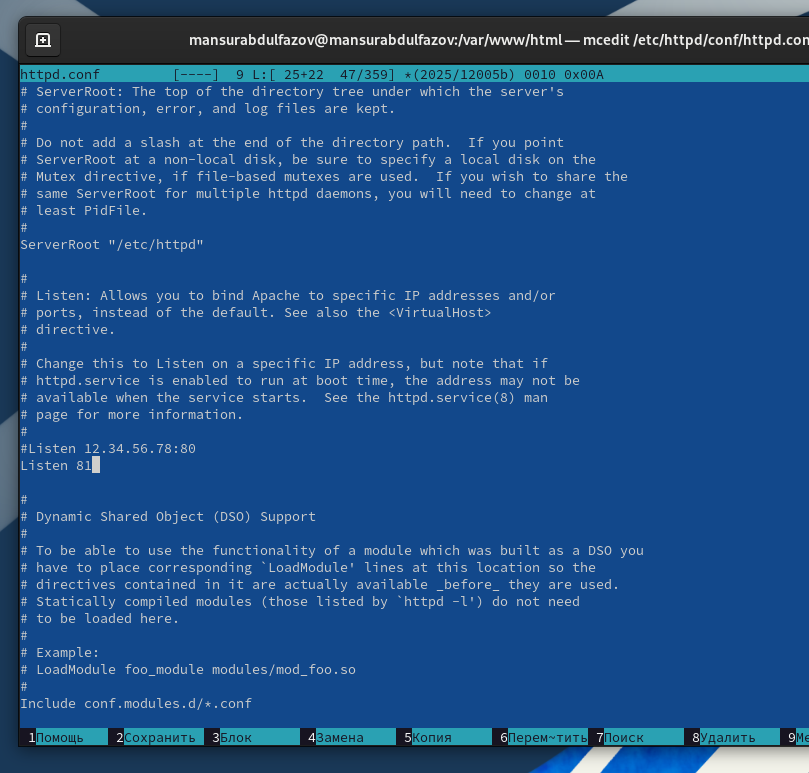 mansurabdulfazov@mansurabdulfazov:/var/www/html — mcedit /etc/httpd/conf/httpd.con
httpd.conf         [----]  9 L:[ 25+22  47/359] *(2025/12005b) 0010 0x00A
# ServerRoot: The top of the directory tree under which the server's
# configuration, error, and log files are kept.
#
# Do not add a slash at the end of the directory path.  If you point
# ServerRoot at a non-local disk, be sure to specify a local disk on the
# Mutex directive, if file-based mutexes are used.  If you wish to share the
# same ServerRoot for multiple httpd daemons, you will need to change at
# least PidFile.
#
ServerRoot "/etc/httpd"

#
# Listen: Allows you to bind Apache to specific IP addresses and/or
# ports, instead of the default. See also the <VirtualHost>
# directive.
#
# Change this to Listen on a specific IP address, but note that if
# httpd.service is enabled to run at boot time, the address may not be
# available when the service starts.  See the httpd.service(8) man
# page for more information.
#
#Listen 12.34.56.78:80
Listen 81

#
# Dynamic Shared Object (DSO) Support
#
# To be able to use the functionality of a module which was built as a DSO you
# have to place corresponding `LoadModule' lines at this location so the
# directives contained in it are actually available _before_ they are used.
# Statically compiled modules (those listed by `httpd -l') do not need
# to be loaded here.
#
# Example:
# LoadModule foo_module modules/mod_foo.so
#
Include conf.modules.d/*.conf
1Помощь 2Сохранить 3Блок 4Замена 5Копия 6Перем~тить 7Поиск 8Удалить 9Ме